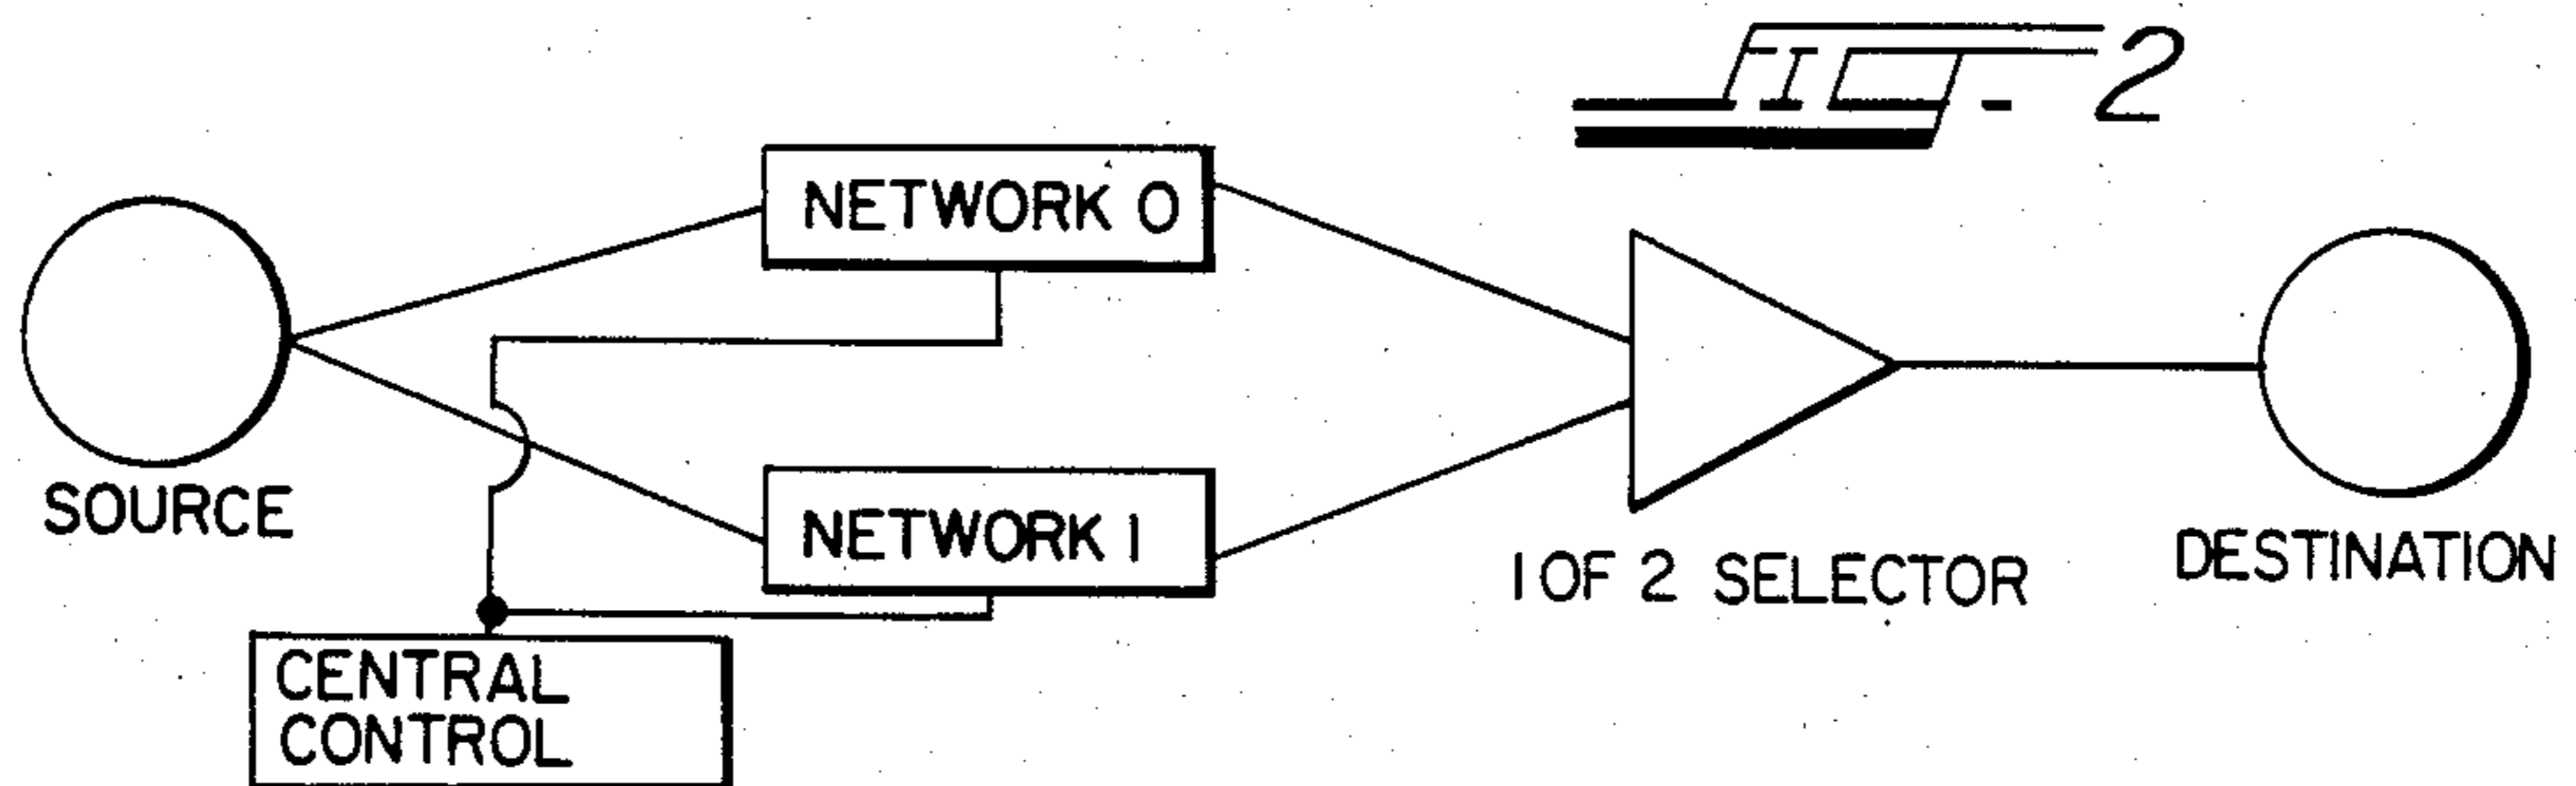 FIG-2
NETWORK 0
SOURCE
NETWORK 1
1 OF 2 SELECTOR
DESTINATION
CENTRAL
CONTROL